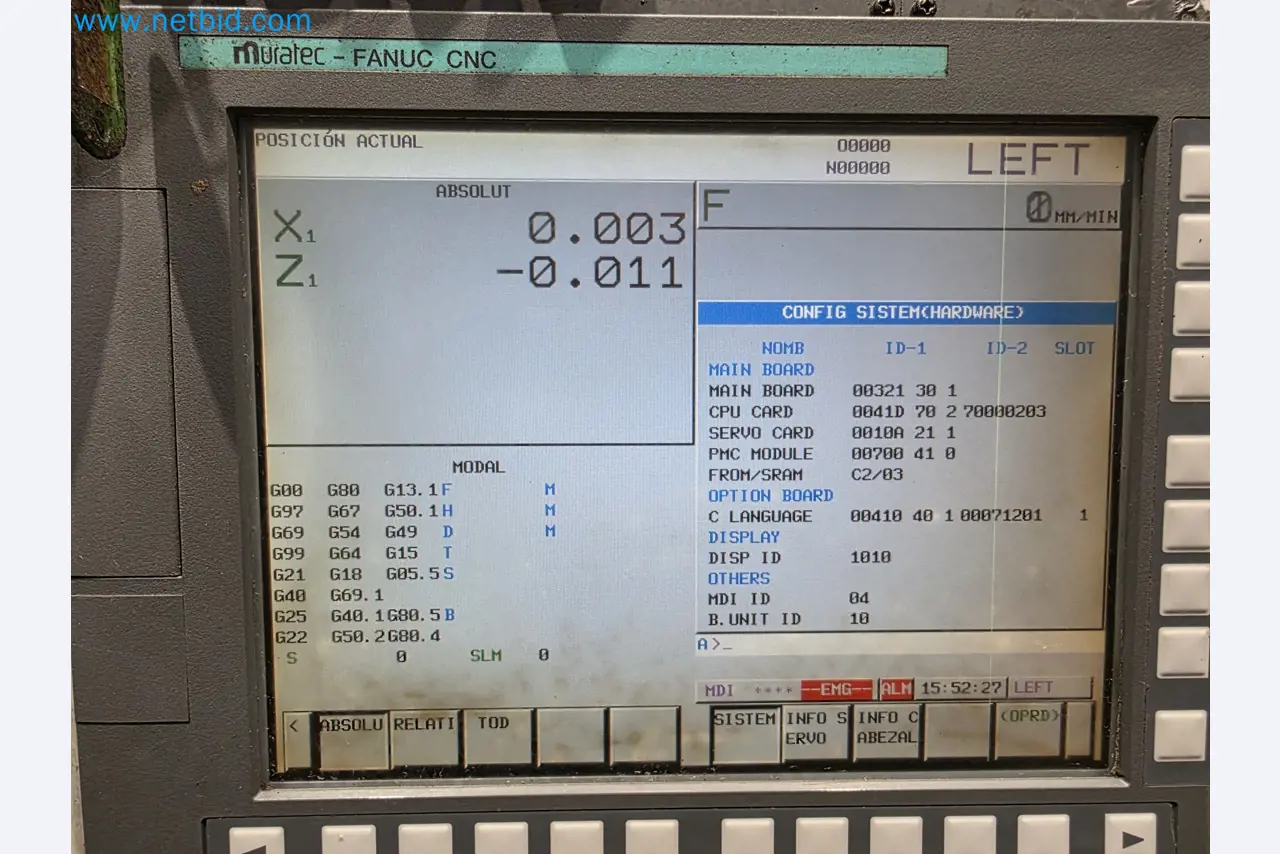 www.netbid.com
muratec - FANUC CNC
POSICIÓN ACTUAL
O0000
N00000
LEFT
ABSOLUT
X1 0.003
Z1 -0.011
F 0 MM/MIN
CONFIG SISTEM(HARDWARE)
NOMB ID-1 ID-2 SLOT
MAIN BOARD
MAIN BOARD 00321 30 1
CPU CARD 0041D 70 2 70000203
SERVO CARD 0010A 21 1
PMC MODULE 00700 41 0
FROM/SRAM C2/03
OPTION BOARD
C LANGUAGE 00410 40 1 00071201 1
DISPLAY
DISP ID 1010
OTHERS
MDI ID 04
B.UNIT ID 10
A>_
MODAL
G00 G80 G13.1 F M
G97 G67 G50.1 H M
G69 G54 G49 D M
G99 G64 G15 T
G21 G18 G05.5 S
G40 G69.1
G25 G40.1 G80.5 B
G22 G50.2 G80.4
S 0 SLM 0
MDI **** --EMG-- ALM 15:52:27 LEFT
< ABSOLU RELATI TOD
SISTEM INFO S INFO C (OPRD)
ERVO ABEZAL